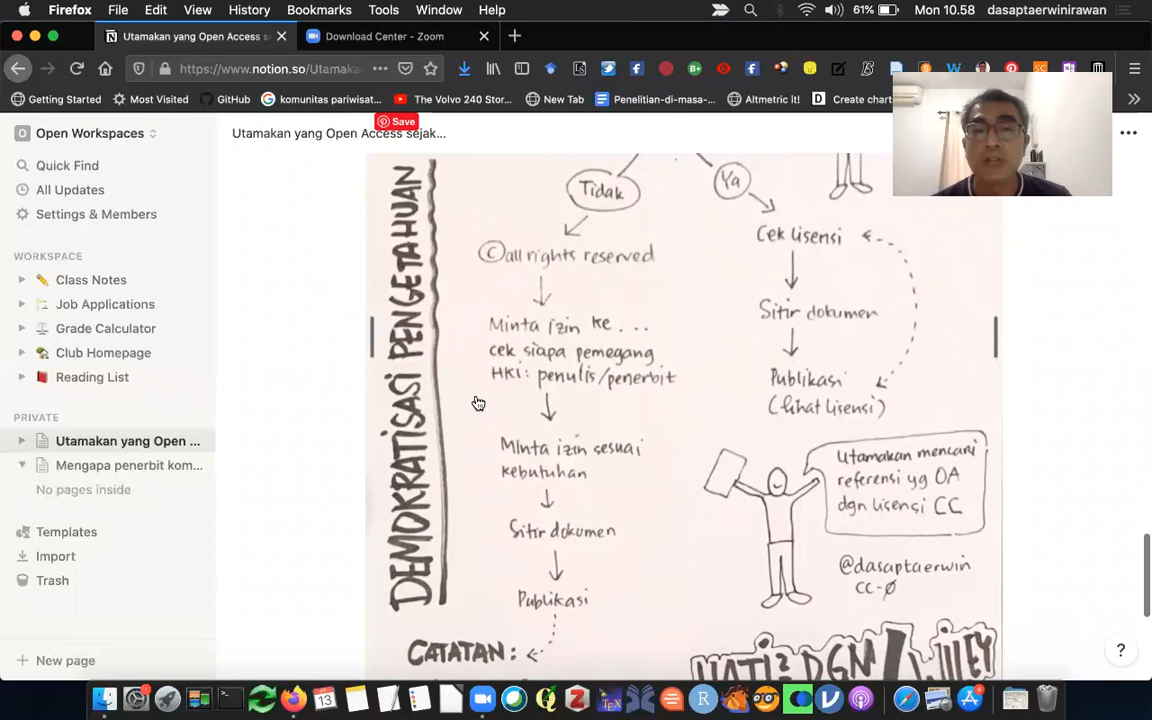 Firefox File Edit View History Bookmarks Tools Window Help 61% Mon 10.58 dasaptaerwinirawan
Utamakan yang Open Access s
Download Center - Zoom
https://www.notion.so/Utamaka
Getting Started Most Visited GitHub komunitas pariwisat... The Volvo 240 Stor... New Tab Penelitian-di-masa-... Altmetric it! Create chart
Save
Open Workspaces
Utamakan yang Open Access sejak...
Quick Find
All Updates
Settings & Members
WORKSPACE
Class Notes
Job Applications
Grade Calculator
Club Homepage
Reading List
PRIVATE
Utamakan yang Open ...
Mengapa penerbit kom...
No pages inside
Templates
Import
Trash
New page
DEMOKRATISASI PENGETAHUAN
Tidak
© all rights reserved
Minta izin ke ...
cek siapa pemegang
HKI: penulis/penerbit
Minta izin sesuai
kebutuhan
Sitir dokumen
Publikasi
CATATAN:
Ya
Cek lisensi
Sitir dokumen
Publikasi
(lihat lisensi)
Utamakan mencari
referensi yg OA
dgn lisensi CC
@dasaptaerwin
CC-0
HATI2 DGN WILEY
?